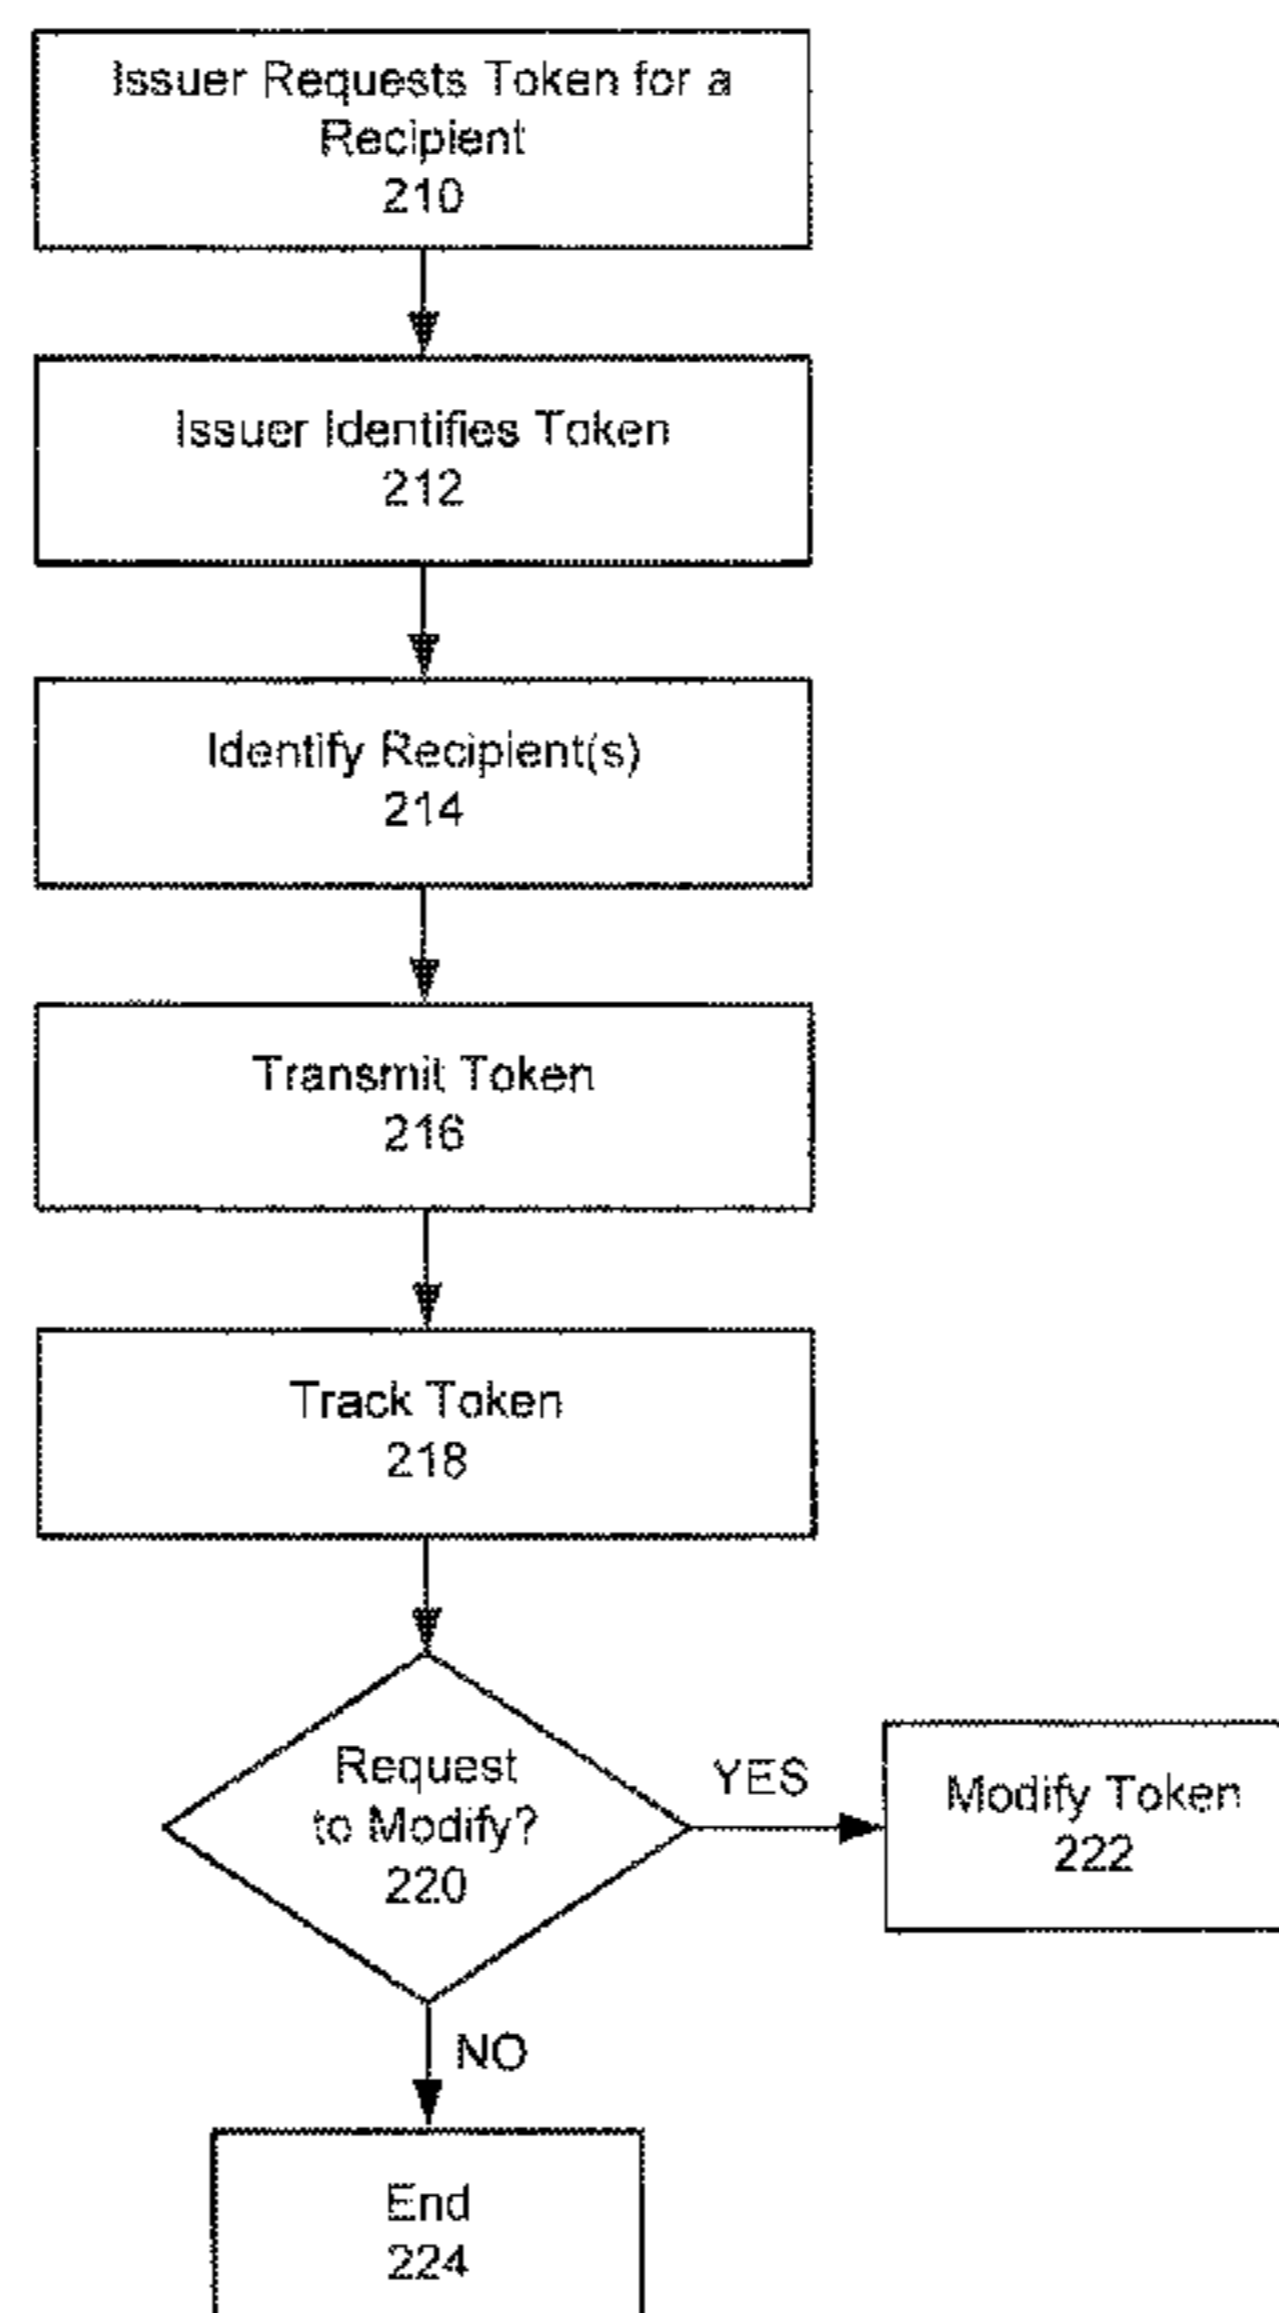 Issuer Requests Token for a
Recipient
210
Issuer Identifies Token
212
Identify Recipient(s)
214
Transmit Token
216
Track Token
218
Request
to Modify?
220
YES
Modify Token
222
NO
End
224